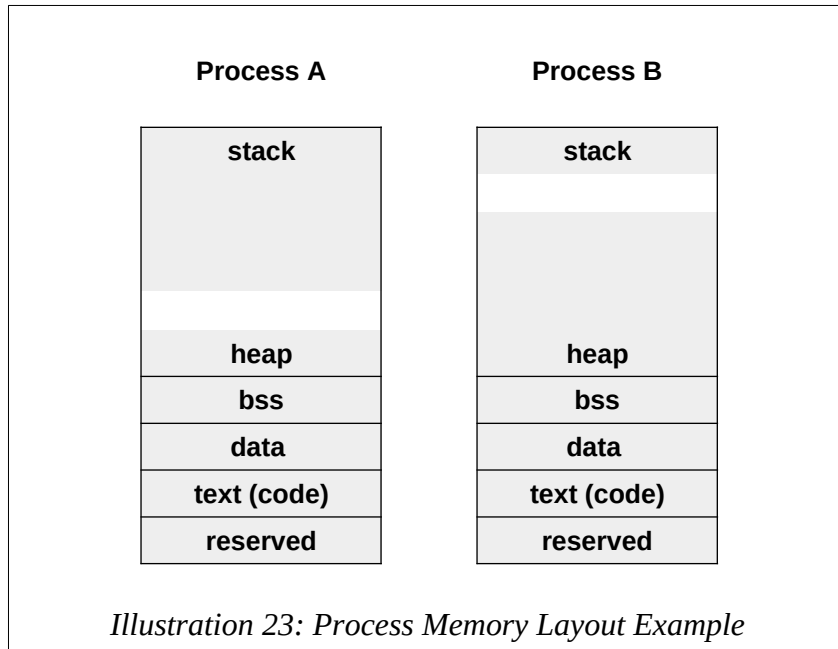 Process A
Process B
stack
stack
heap
heap
bss
bss
data
data
text (code)
text (code)
reserved
reserved
Illustration 23: Process Memory Layout Example